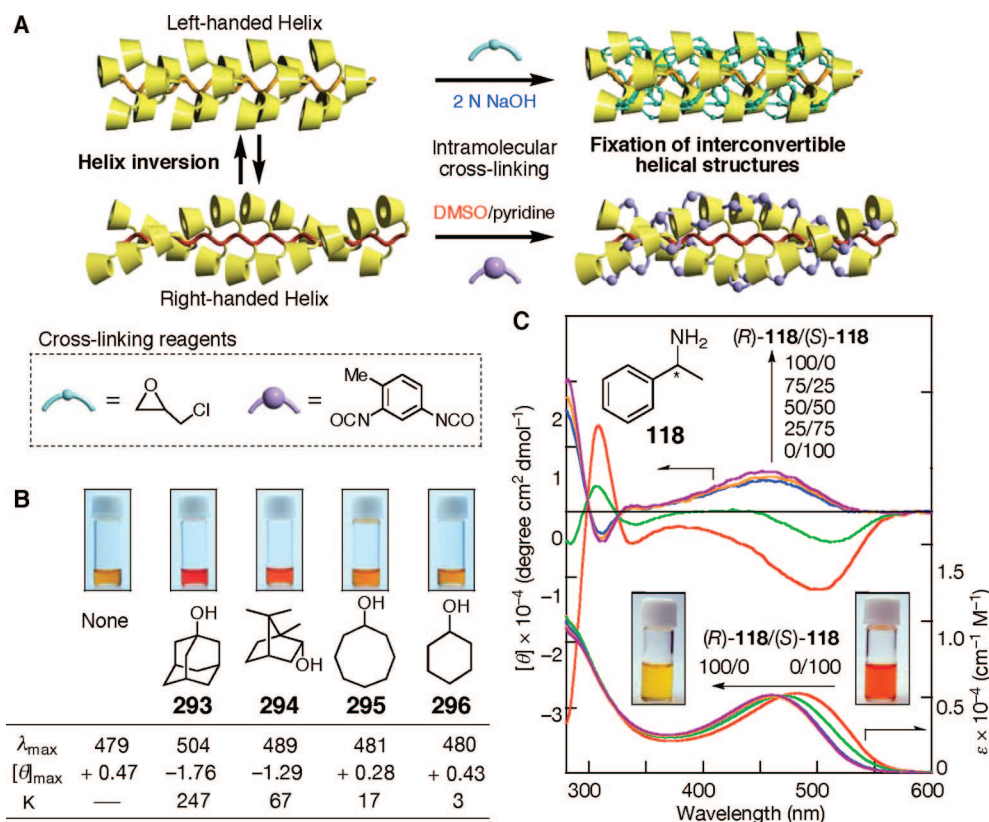 A
Left-handed Helix
2 N NaOH
Helix inversion
Intramolecular
cross-linking
Fixation of interconvertible
helical structures
DMSO/pyridine
Right-handed Helix
Cross-linking reagents
= O Cl
= Me OCN NCO
B
None
OH
OH
OH
OH
293 294 295 296
λmax 479 504 489 481 480
[θ]max + 0.47 −1.76 −1.29 + 0.28 + 0.43
K — 247 67 17 3
C
NH2
*
118
(R)-118/(S)-118
100/0
75/25
50/50
25/75
0/100
[θ] × 10−4 (degree cm2 dmol−1)
2
1
0
−1
−2
−3
(R)-118/(S)-118
100/0 0/100
1.5
1.0
0.5
0
ε × 10−4 (cm−1 M−1)
300 400 500 600
Wavelength (nm)